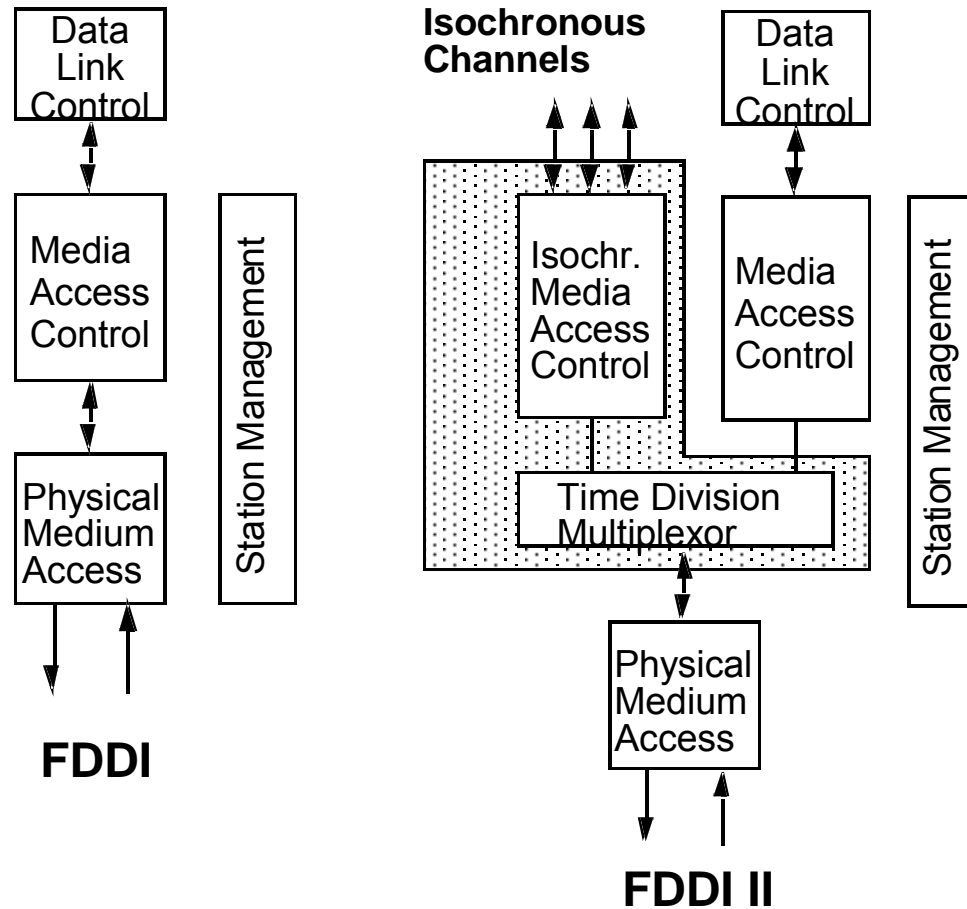 Data
Link
Control
Media
Access
Control
Physical
Medium
Access
Station Management
FDDI
Isochronous
Channels
Data
Link
Control
Isochr.
Media
Access
Control
Media
Access
Control
Time Division
Multiplexor
Station Management
Physical
Medium
Access
FDDI II